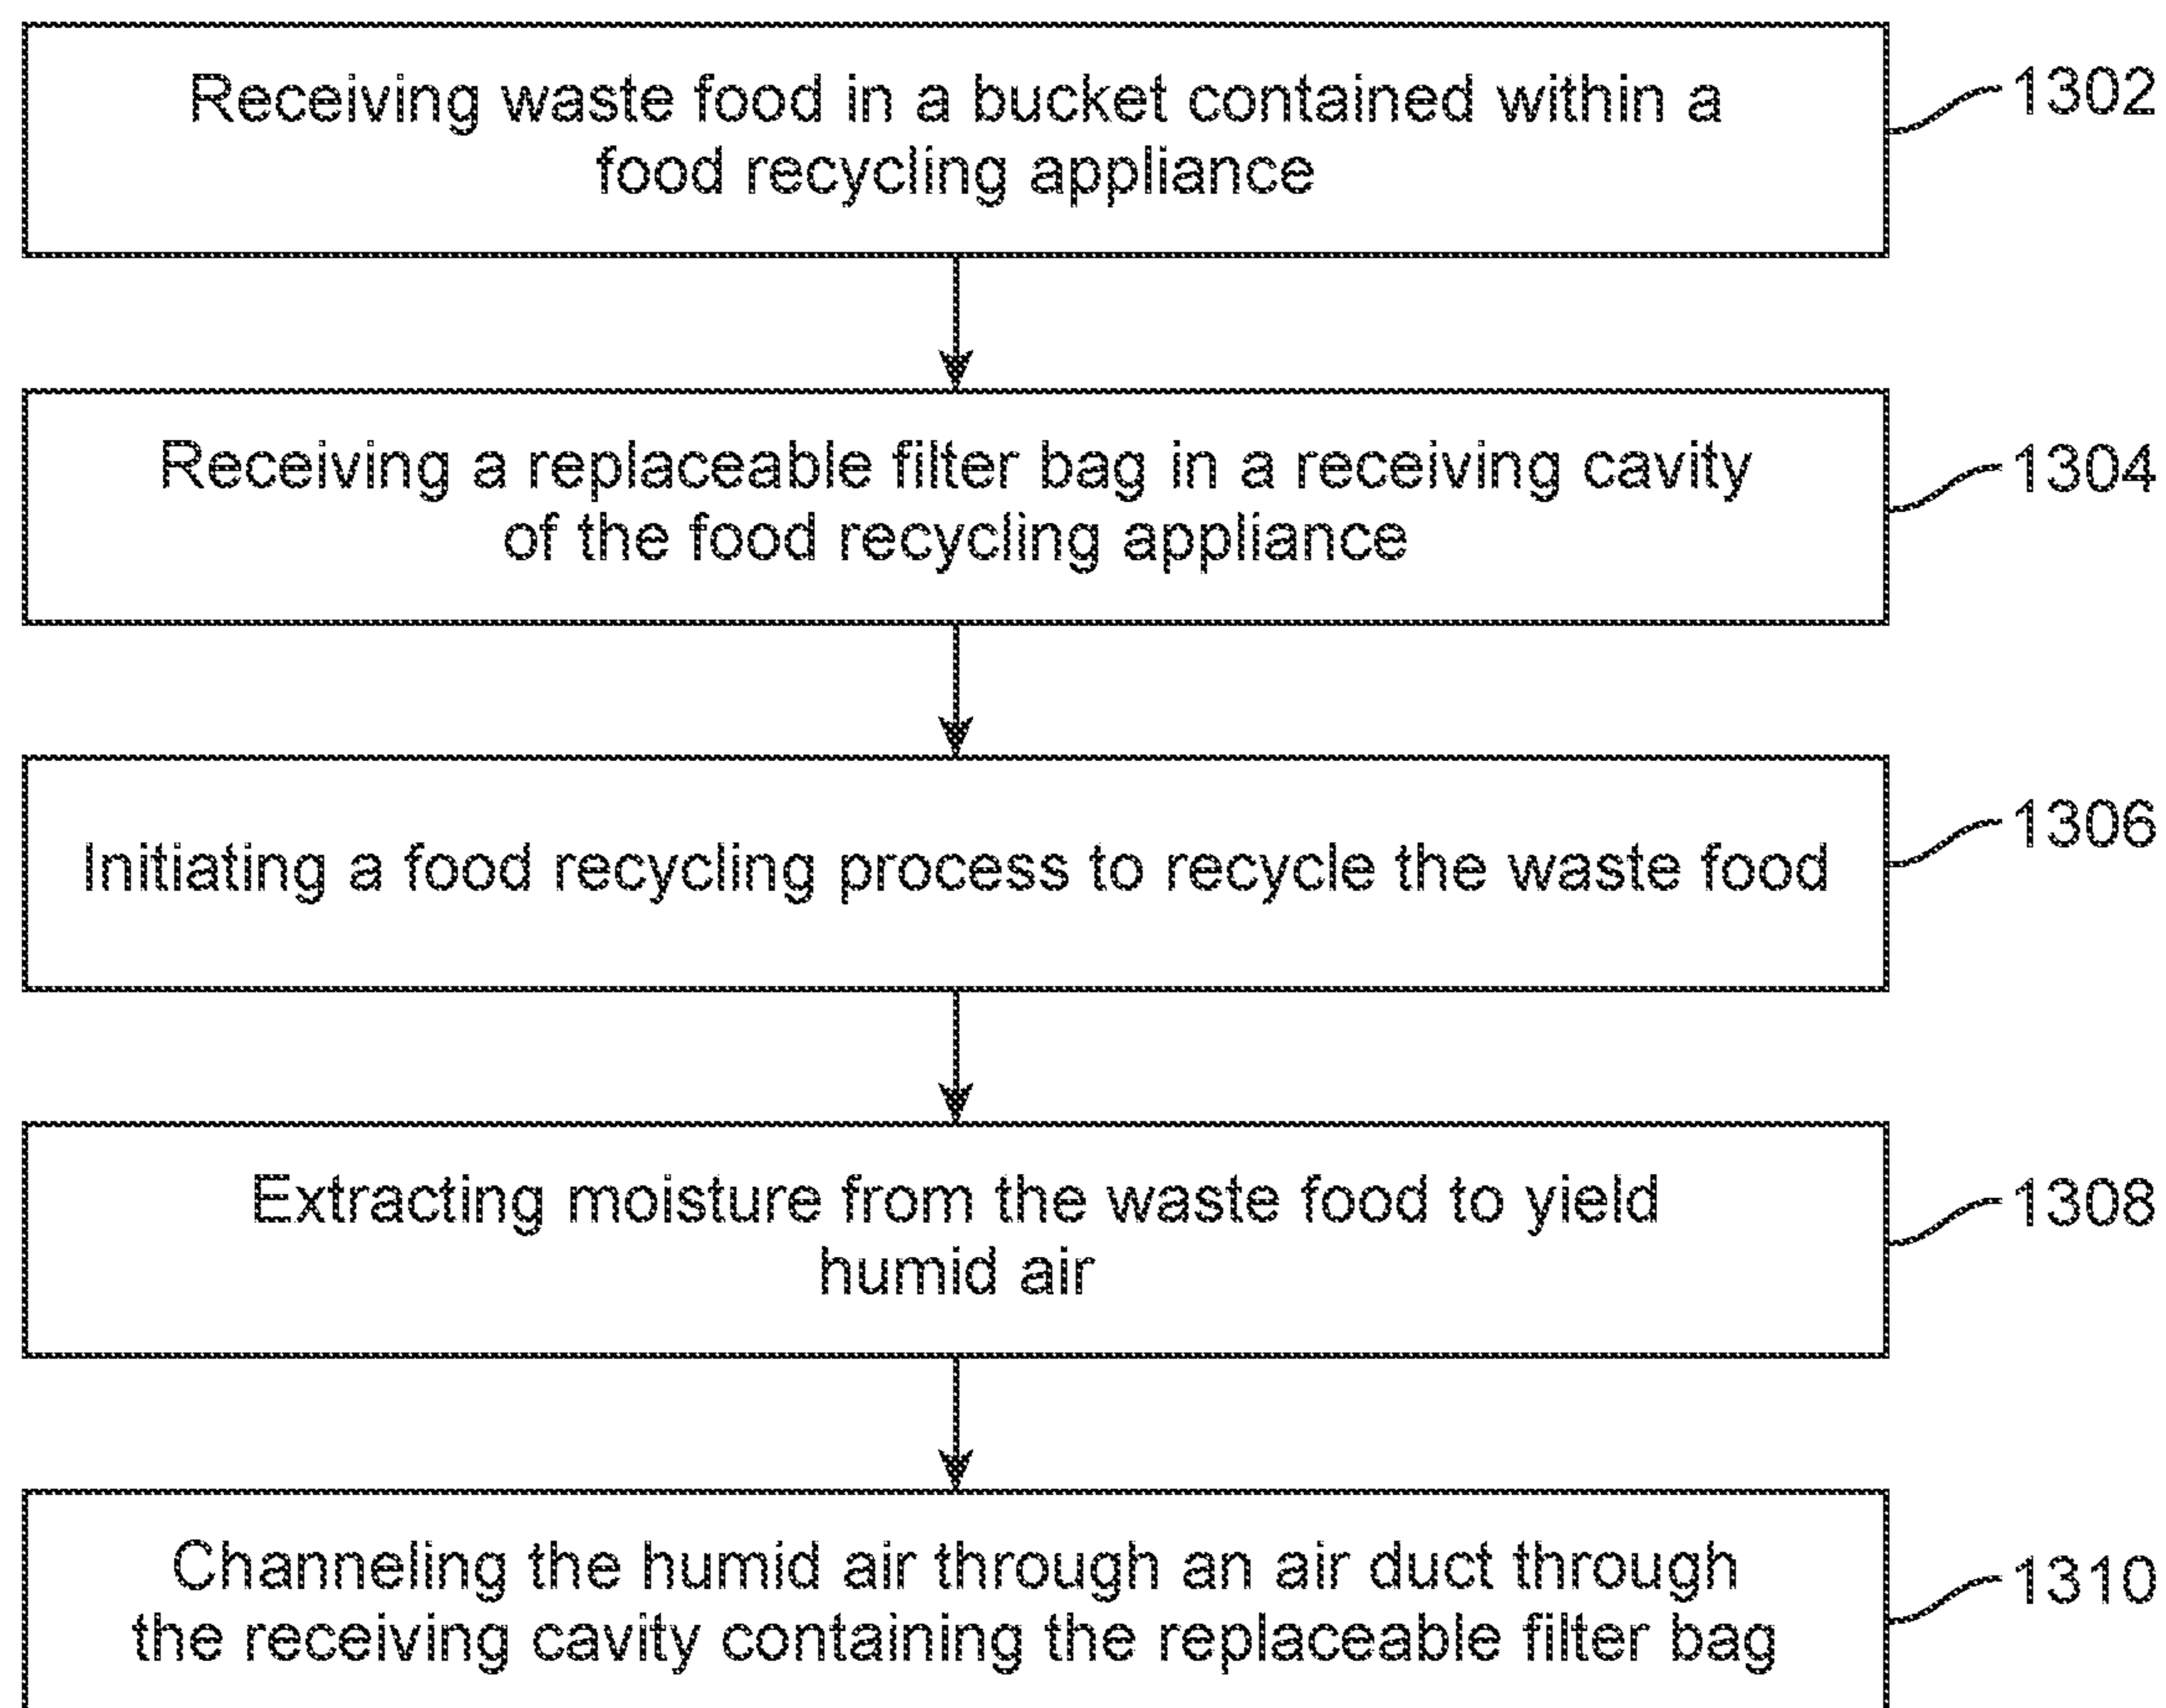 Receiving waste food in a bucket contained within a
food recycling appliance
1302
Receiving a replaceable filter bag in a receiving cavity
of the food recycling appliance
1304
Initiating a food recycling process to recycle the waste food
1306
Extracting moisture from the waste food to yield
humid air
1308
Channeling the humid air through an air duct through
the receiving cavity containing the replaceable filter bag
1310